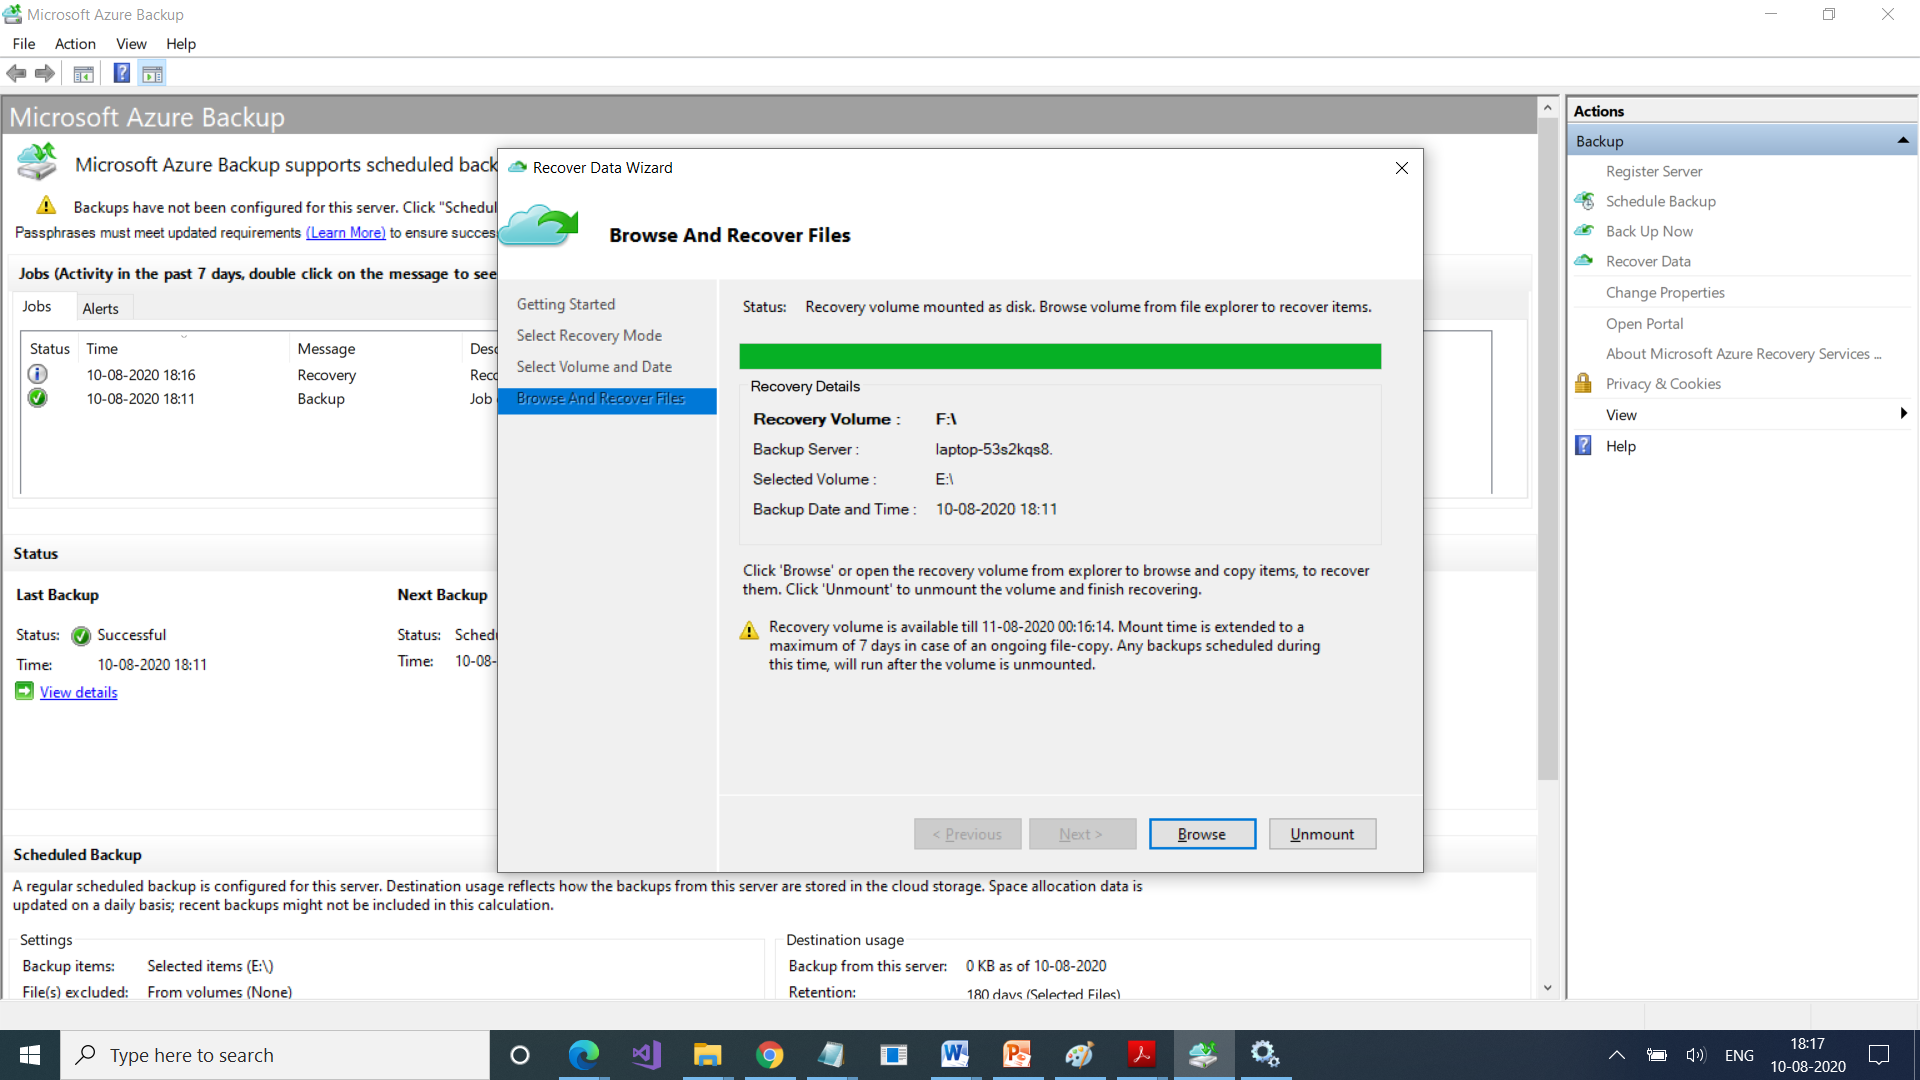 Microsoft Azure Backup
File Action View Help
Microsoft Azure Backup
Microsoft Azure Backup supports scheduled back
Backups have not been configured for this server. Click "Schedul
Passphrases must meet updated requirements (Learn More) to ensure succes
Jobs (Activity in the past 7 days, double click on the message to see
Jobs Alerts
Status Time Message Desc
10-08-2020 18:16 Recovery Reco
10-08-2020 18:11 Backup Job
Status
Last Backup Next Backup
Status: Successful Status: Schedu
Time: 10-08-2020 18:11 Time: 10-08-
View details
Scheduled Backup
A regular scheduled backup is configured for this server. Destination usage reflects how the backups from this server are stored in the cloud storage. Space allocation data is
updated on a daily basis; recent backups might not be included in this calculation.
Settings
Backup items: Selected items (E:\)
File(s) excluded: From volumes (None)
Destination usage
Backup from this server: 0 KB as of 10-08-2020
Retention: 180 days (Selected Files)
Recover Data Wizard
Browse And Recover Files
Getting Started
Select Recovery Mode
Select Volume and Date
Browse And Recover Files
Status: Recovery volume mounted as disk. Browse volume from file explorer to recover items.
Recovery Details
Recovery Volume : F:\
Backup Server : laptop-53s2kqs8.
Selected Volume : E:\
Backup Date and Time : 10-08-2020 18:11
Click 'Browse' or open the recovery volume from explorer to browse and copy items, to recover
them. Click 'Unmount' to unmount the volume and finish recovering.
Recovery volume is available till 11-08-2020 00:16:14. Mount time is extended to a
maximum of 7 days in case of an ongoing file-copy. Any backups scheduled during
this time, will run after the volume is unmounted.
< Previous Next > Browse Unmount
Actions
Backup
Register Server
Schedule Backup
Back Up Now
Recover Data
Change Properties
Open Portal
About Microsoft Azure Recovery Services ...
Privacy & Cookies
View
Help
Type here to search
ENG
18:17
10-08-2020